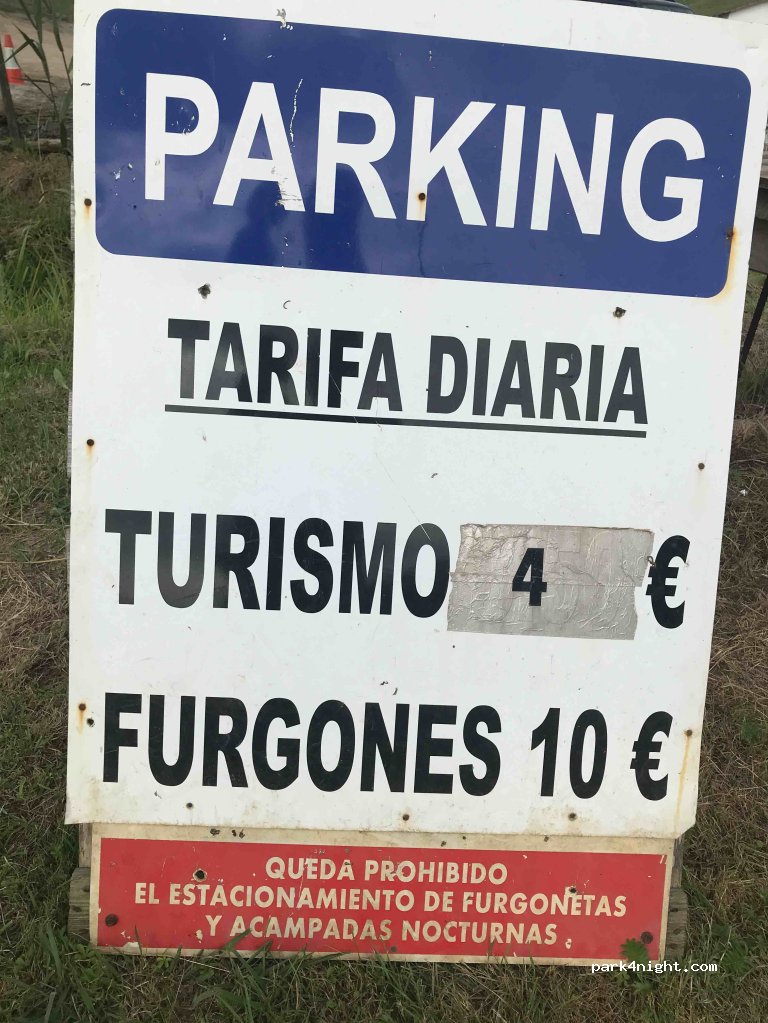 PARKING
TARIFA DIARIA
TURISMO 4 €
FURGONES 10 €
QUEDA PROHIBIDO
EL ESTACIONAMIENTO DE FURGONETAS
Y ACAMPADAS NOCTURNAS
park4night.com